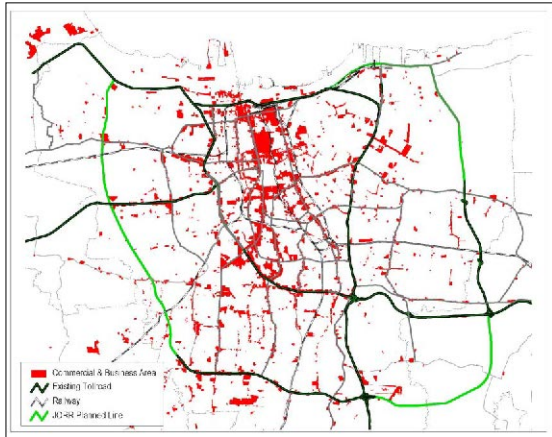 Commercial & Business Area
Existing Tollroad
Railway
JORR Planned Line